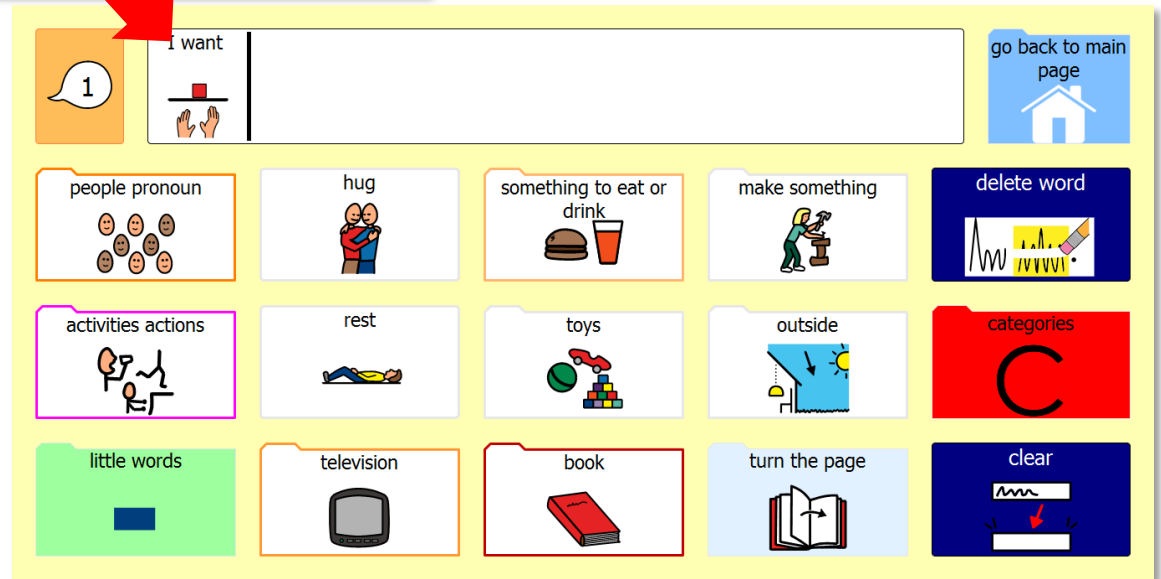 1
I want
go back to main
page
people pronoun
hug
something to eat or
drink
make something
delete word
activities actions
rest
toys
outside
categories
C
little words
television
book
turn the page
clear